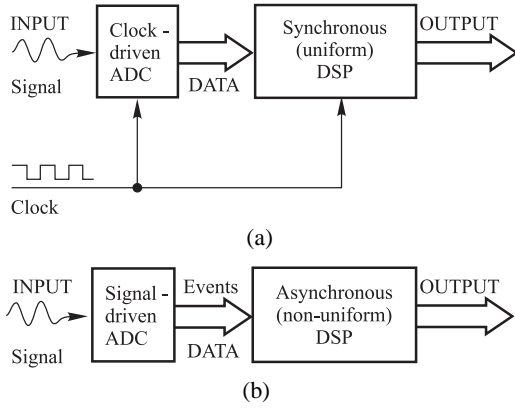 INPUT
Signal
Clock -
driven
ADC
DATA
Synchronous
(uniform)
DSP
OUTPUT
Clock
(a)
INPUT
Signal
Signal -
driven
ADC
Events
DATA
Asynchronous
(non-uniform)
DSP
OUTPUT
(b)